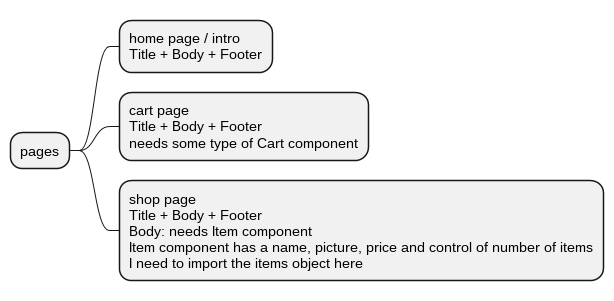 pages
home page / intro
Title + Body + Footer
cart page
Title + Body + Footer
needs some type of Cart component
shop page
Title + Body + Footer
Body: needs Item component
Item component has a name, picture, price and control of number of items
I need to import the items object here